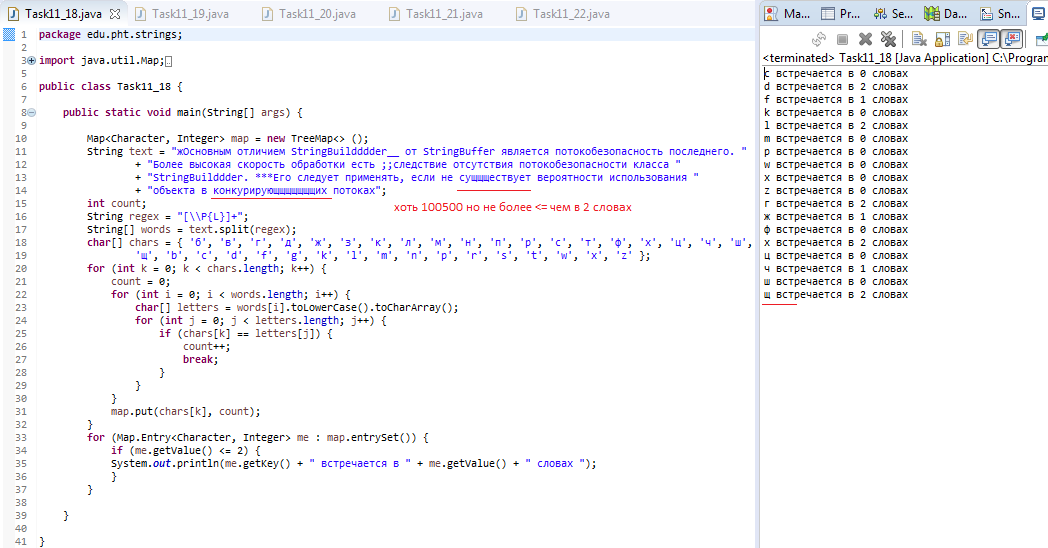 Task11_18.java Task11_19.java Task11_20.java Task11_21.java Task11_22.java
1 package edu.pht.strings;
2
3 import java.util.Map;
5
6 public class Task11_18 {
7
8 public static void main(String[] args) {
9
10 Map<Character, Integer> map = new TreeMap<> ();
11 String text = "жОсновным отличием StringBuildddder__ от StringBuffer является потокобезопасность последнего. "
12 + "Более высокая скорость обработки есть ;;следствие отсутствия потокобезопасности класса "
13 + "StringBuildddder. ***Его следует применять, если не сущщществует вероятности использования "
14 + "объекта в конкурирующщщщщщщих потоках";
хоть 100500 но не более <= чем в 2 словах
15 int count;
16 String regex = "[\\P{L}]+";
17 String[] words = text.split(regex);
18 char[] chars = { 'б', 'в', 'г', 'д', 'ж', 'з', 'к', 'л', 'м', 'н', 'п', 'р', 'с', 'т', 'ф', 'х', 'ц', 'ч', 'ш',
19 'щ', 'b', 'c', 'd', 'f', 'g', 'k', 'l', 'm', 'n', 'p', 'r', 's', 't', 'w', 'x', 'z' };
20 for (int k = 0; k < chars.length; k++) {
21 count = 0;
22 for (int i = 0; i < words.length; i++) {
23 char[] letters = words[i].toLowerCase().toCharArray();
24 for (int j = 0; j < letters.length; j++) {
25 if (chars[k] == letters[j]) {
26 count++;
27 break;
28 }
29 }
30 }
31 map.put(chars[k], count);
32 }
33 for (Map.Entry<Character, Integer> me : map.entrySet()) {
34 if (me.getValue() <= 2) {
35 System.out.println(me.getKey() + " встречается в " + me.getValue() + " словах ");
36 }
37 }
38
39 }
40
41 }
Ma... Pr... Se... Da... Sn...
<terminated> Task11_18 [Java Application] C:\Program
c встречается в 0 словах
d встречается в 2 словах
f встречается в 1 словах
k встречается в 0 словах
l встречается в 2 словах
m встречается в 0 словах
p встречается в 0 словах
w встречается в 0 словах
x встречается в 0 словах
z встречается в 0 словах
г встречается в 2 словах
ж встречается в 1 словах
ф встречается в 0 словах
х встречается в 2 словах
ц встречается в 0 словах
ч встречается в 1 словах
ш встречается в 0 словах
щ встречается в 2 словах